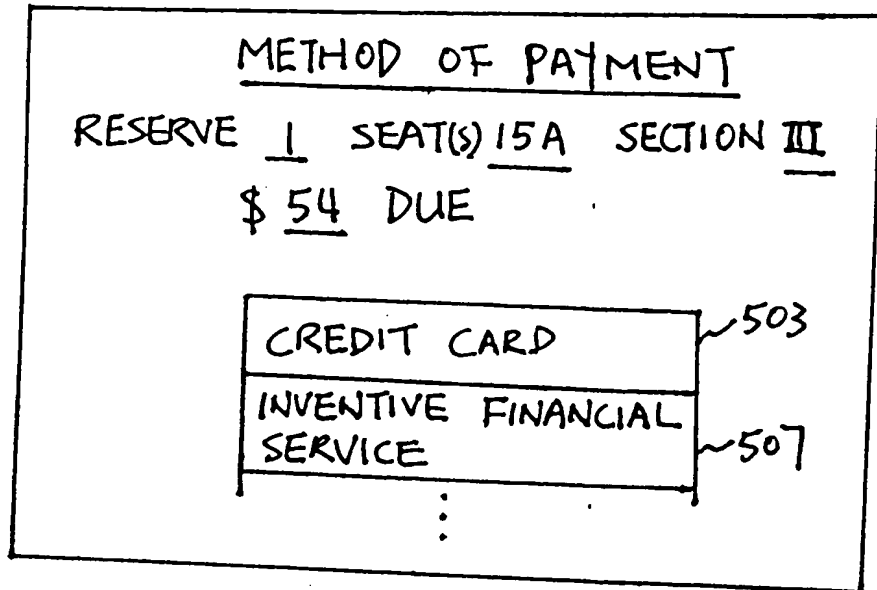 METHOD OF PAYMENT
RESERVE 1 SEAT(S) 15A SECTION III
$ 54 DUE
CREDIT CARD
503
INVENTIVE FINANCIAL
SERVICE
507